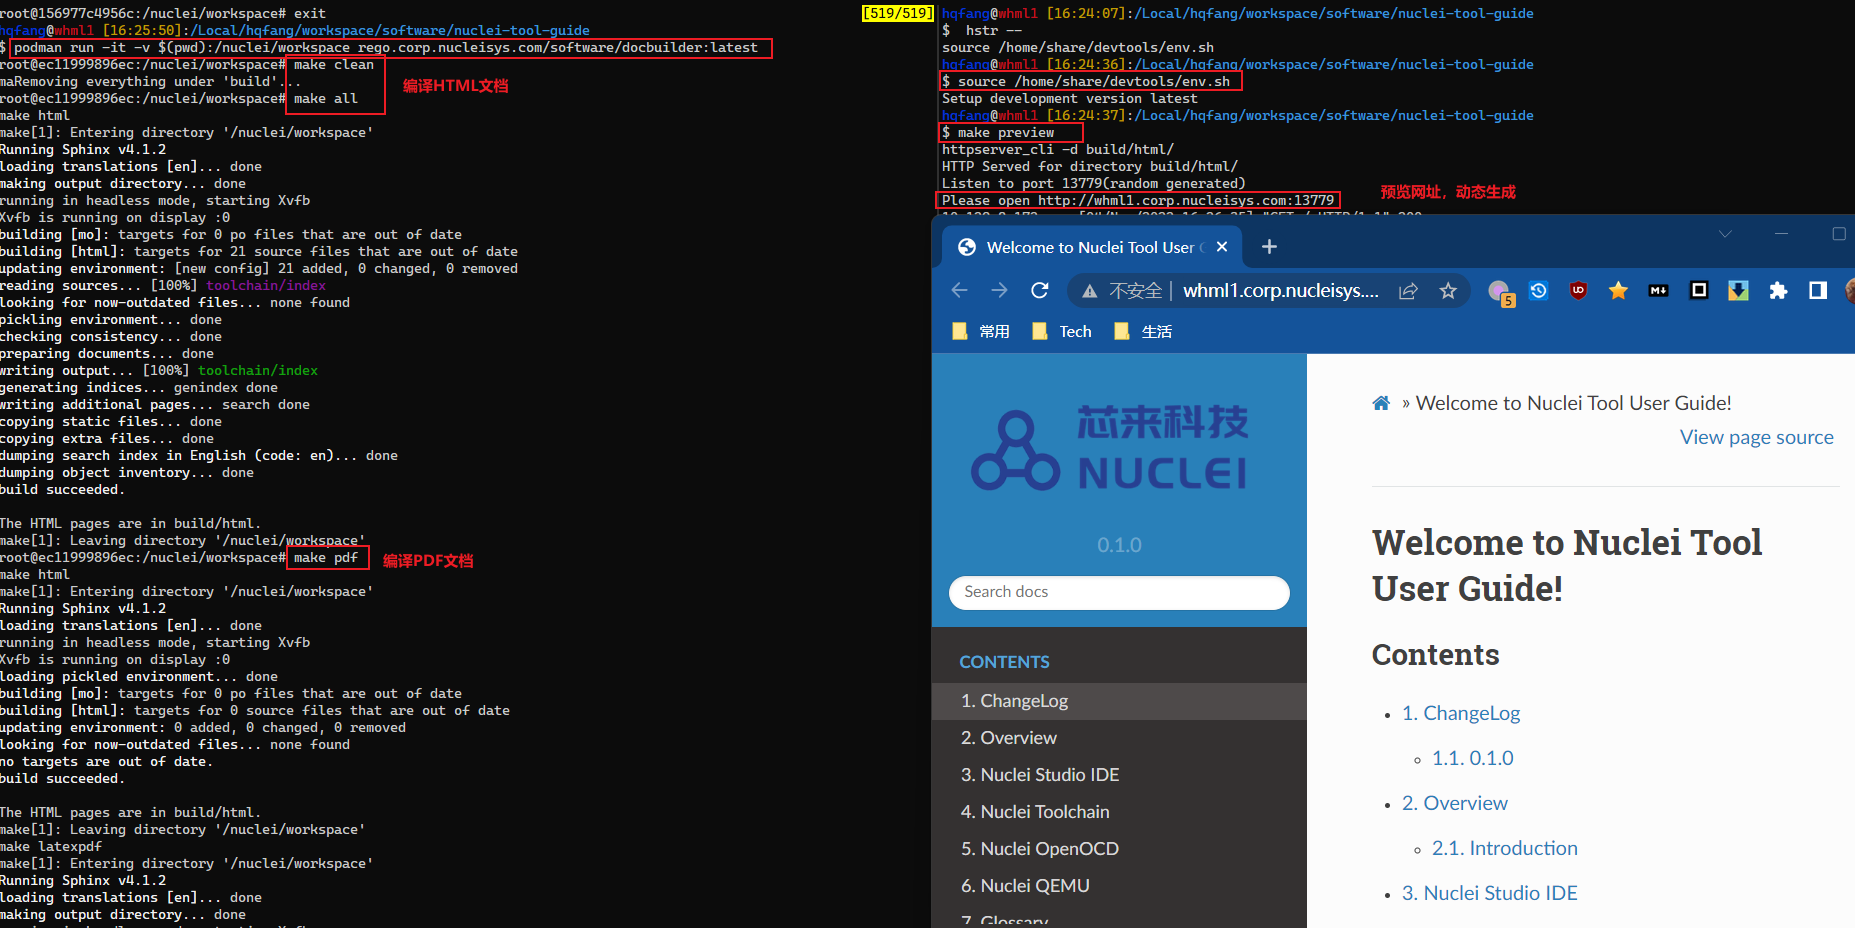 root@156977c4956c:/nuclei/workspace# exit
[519/519]
hqfang@whml1 [16:25:50]:/Local/hqfang/workspace/software/nuclei-tool-guide
$ podman run -it -v $(pwd):/nuclei/workspace rego.corp.nucleisys.com/software/docbuilder:latest
root@ec11999896ec:/nuclei/workspace# make clean
maRemoving everything under 'build'...
编译HTML文档
root@ec11999896ec:/nuclei/workspace# make all
make html
make[1]: Entering directory '/nuclei/workspace'
Running Sphinx v4.1.2
loading translations [en]... done
making output directory... done
running in headless mode, starting Xvfb
Xvfb is running on display :0
building [mo]: targets for 0 po files that are out of date
building [html]: targets for 21 source files that are out of date
updating environment: [new config] 21 added, 0 changed, 0 removed
reading sources... [100%] toolchain/index
looking for now-outdated files... none found
pickling environment... done
checking consistency... done
preparing documents... done
writing output... [100%] toolchain/index
generating indices... genindex done
writing additional pages... search done
copying static files... done
copying extra files... done
dumping search index in English (code: en)... done
dumping object inventory... done
build succeeded.
The HTML pages are in build/html.
make[1]: Leaving directory '/nuclei/workspace'
root@ec11999896ec:/nuclei/workspace# make pdf
编译PDF文档
make html
make[1]: Entering directory '/nuclei/workspace'
Running Sphinx v4.1.2
loading translations [en]... done
running in headless mode, starting Xvfb
Xvfb is running on display :0
loading pickled environment... done
building [mo]: targets for 0 po files that are out of date
building [html]: targets for 0 source files that are out of date
updating environment: 0 added, 0 changed, 0 removed
looking for now-outdated files... none found
no targets are out of date.
build succeeded.
The HTML pages are in build/html.
make[1]: Leaving directory '/nuclei/workspace'
make latexpdf
make[1]: Entering directory '/nuclei/workspace'
Running Sphinx v4.1.2
loading translations [en]... done
making output directory... done
hqfang@whml1 [16:24:07]:/Local/hqfang/workspace/software/nuclei-tool-guide
$  hstr --
source /home/share/devtools/env.sh
hqfang@whml1 [16:24:36]:/Local/hqfang/workspace/software/nuclei-tool-guide
$ source /home/share/devtools/env.sh
Setup development version latest
hqfang@whml1 [16:24:37]:/Local/hqfang/workspace/software/nuclei-tool-guide
$ make preview
httpserver_cli -d build/html/
HTTP Served for directory build/html/
Listen to port 13779(random generated)
预览网址，动态生成
Please open http://whml1.corp.nucleisys.com:13779
Welcome to Nuclei Tool User
不安全
whml1.corp.nucleisys....
5
常用
Tech
生活
芯来科技
NUCLEI
0.1.0
Search docs
CONTENTS
1. ChangeLog
2. Overview
3. Nuclei Studio IDE
4. Nuclei Toolchain
5. Nuclei OpenOCD
6. Nuclei QEMU
7. Glossary
» Welcome to Nuclei Tool User Guide!
View page source
Welcome to Nuclei Tool
User Guide!
Contents
1. ChangeLog
1.1. 0.1.0
2. Overview
2.1. Introduction
3. Nuclei Studio IDE